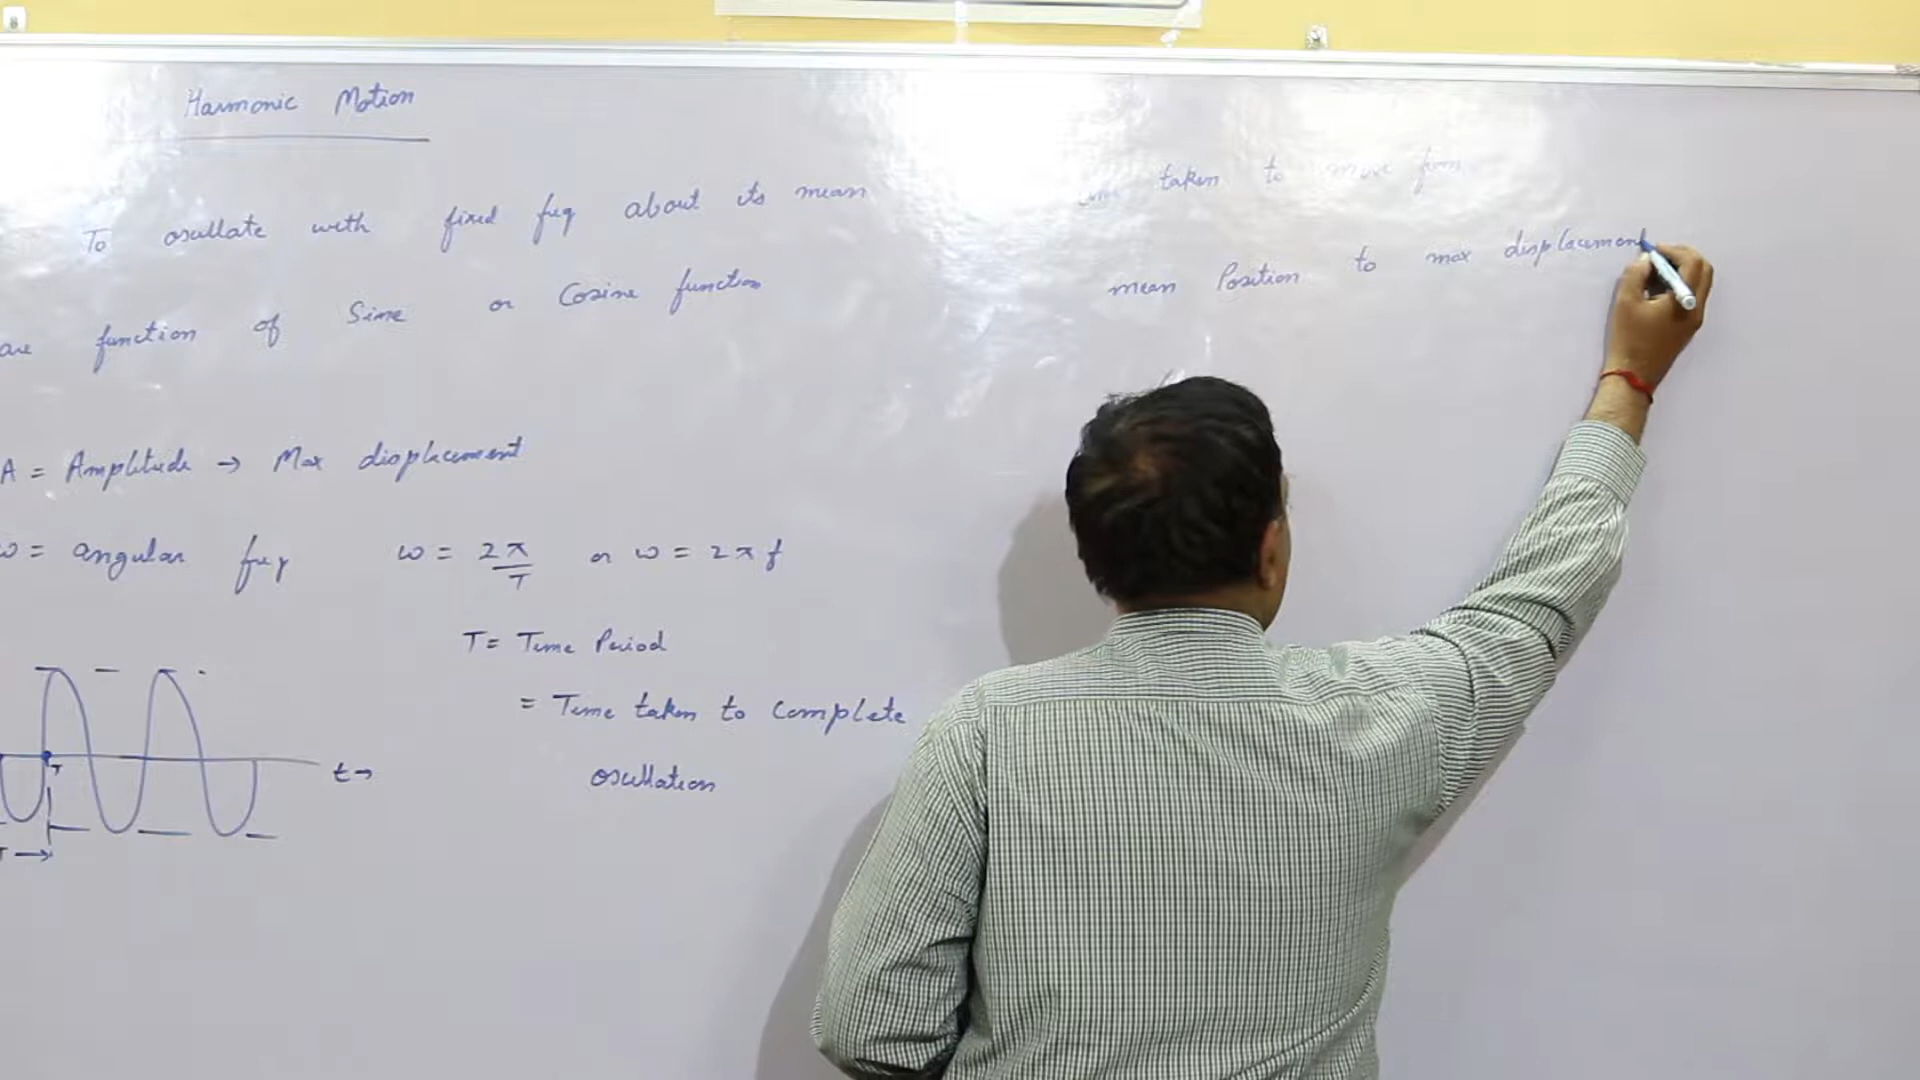 Harmonic Motion
To oscillate with fixed freq about its mean
are function of Sine or Cosine function
A = Amplitude → Max displacement
ω = angular freq ω = 2π/T or ω = 2πf
T = Time Period
= Time taken to complete
oscillation
T
t→
T →
taken to move from
mean Position to max displacement